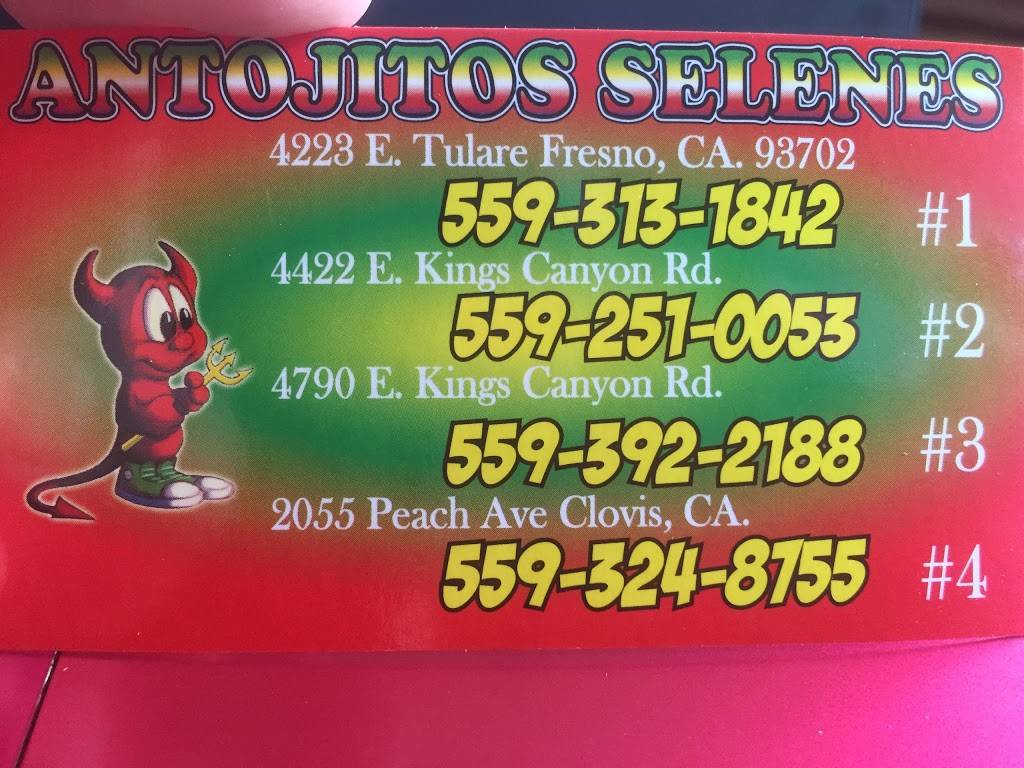 ANTOJITOS SELENES
4223 E. Tulare Fresno, CA. 93702
559-313-1842 #1
4422 E. Kings Canyon Rd.
559-251-0053 #2
4790 E. Kings Canyon Rd.
559-392-2188 #3
2055 Peach Ave Clovis, CA.
559-324-8755 #4